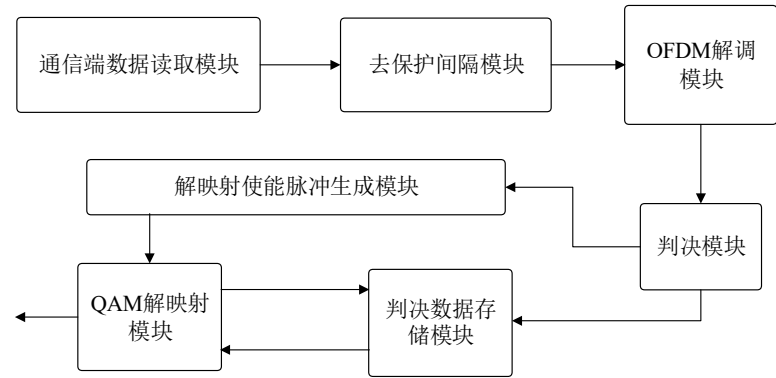 通信端数据读取模块
去保护间隔模块
OFDM解调
模块
解映射使能脉冲生成模块
判决模块
QAM解映射
模块
判决数据存
储模块